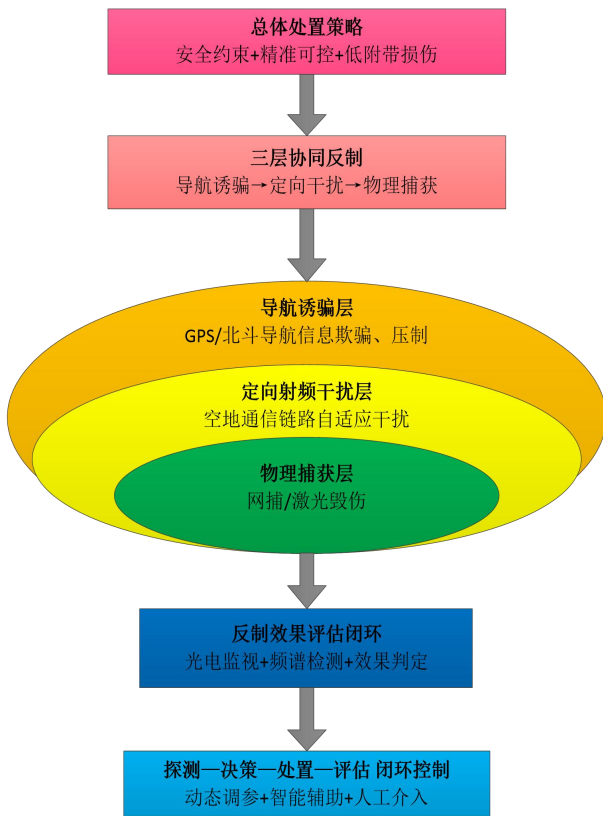 总体处置策略
安全约束+精准可控+低附带损伤
三层协同反制
导航诱骗→定向干扰→物理捕获
导航诱骗层
GPS/北斗导航信息欺骗、压制
定向射频干扰层
空地通信链路自适应干扰
物理捕获层
网捕/激光毁伤
反制效果评估闭环
光电监视+频谱检测+效果判定
探测—决策—处置—评估 闭环控制
动态调参+智能辅助+人工介入